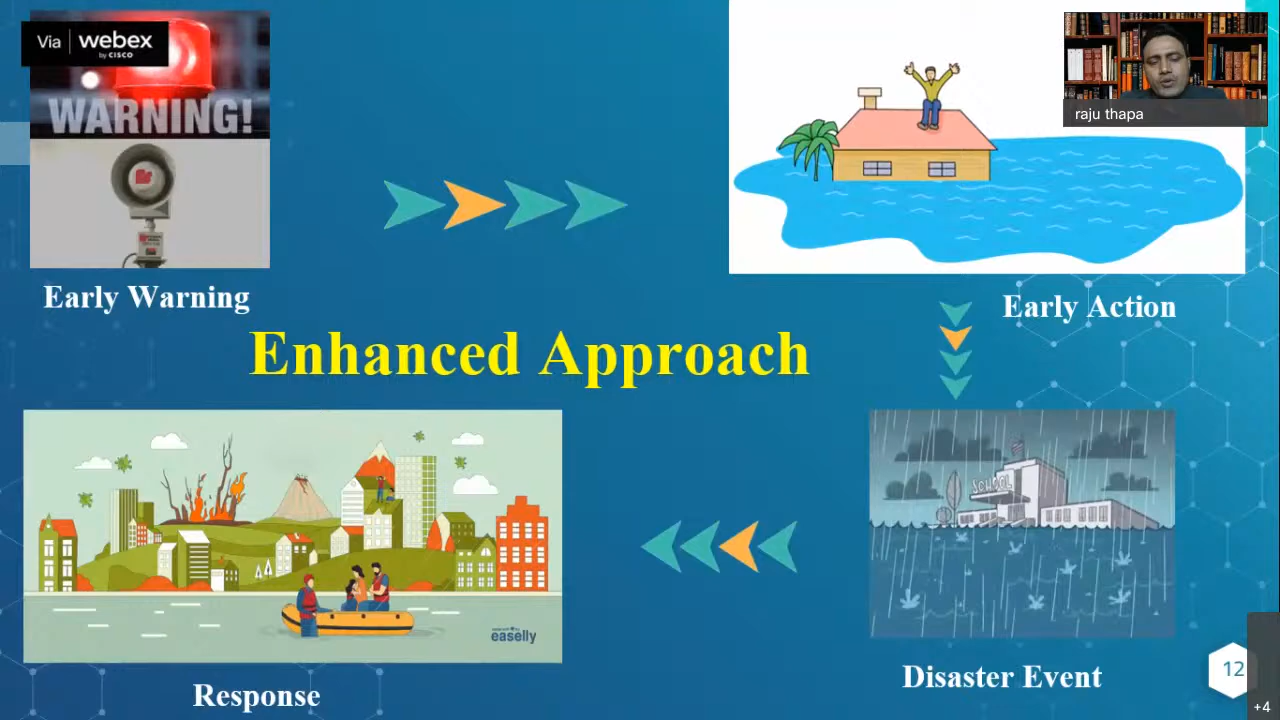 Via webex
by CISCO
WARNING!
raju thapa
Early Warning
Early Action
Enhanced Approach
SCHOOL
easelly
Response
Disaster Event
12
+4